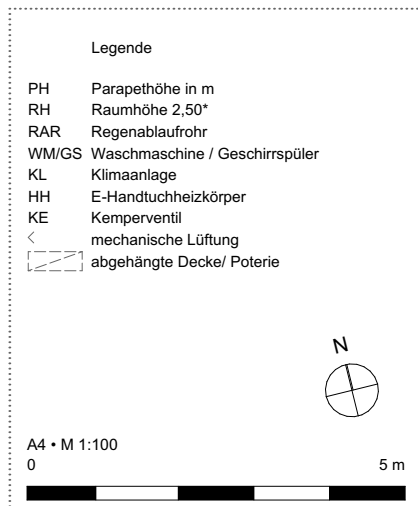 Legende
PH Parapethöhe in m
RH Raumhöhe 2,50*
RAR Regenablaufrohr
WM/GS Waschmaschine / Geschirrspüler
KL Klimaanlage
HH E-Handtuchheizkörper
KE Kemperventil
< mechanische Lüftung
abgehängte Decke/ Poterie
N
A4 • M 1:100
0 5 m